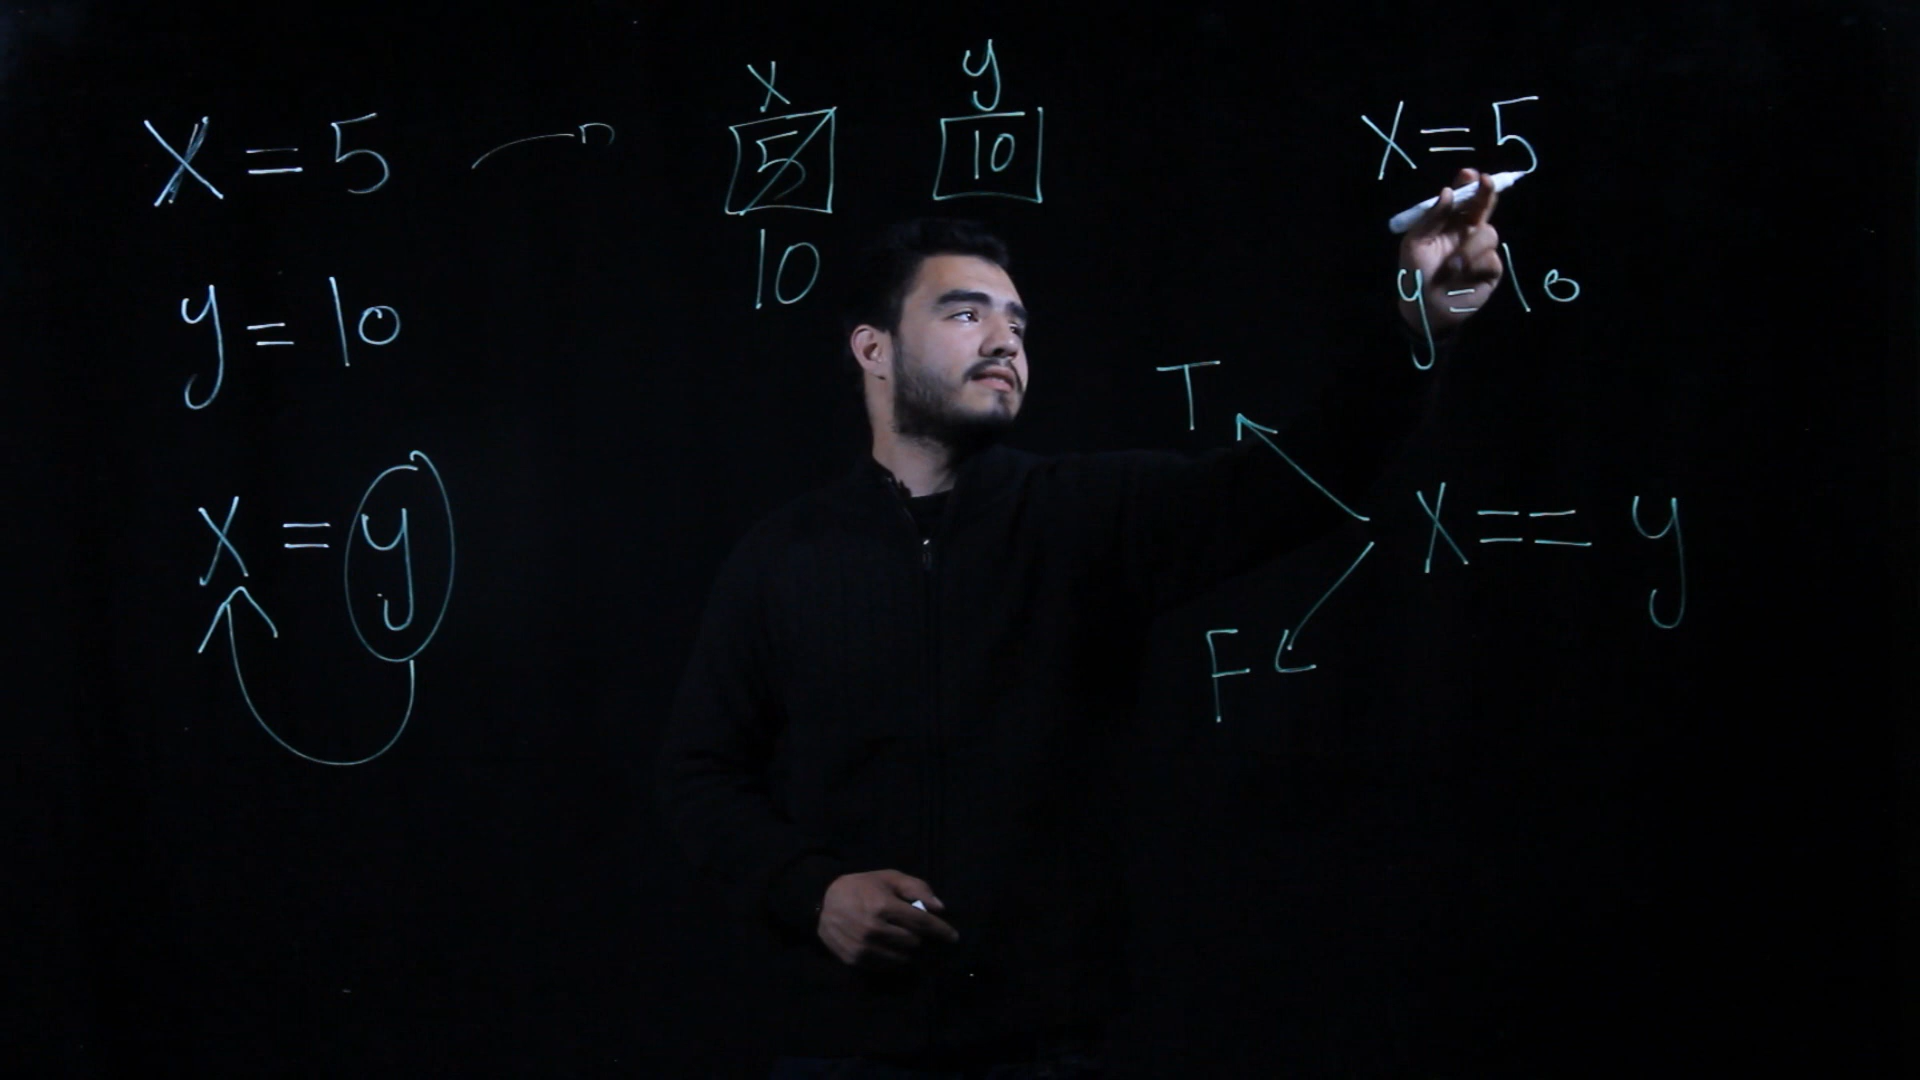 x = 5
y = 10
x = y
x y
5 10
10
x = 5
y = 10
T
x == y
F